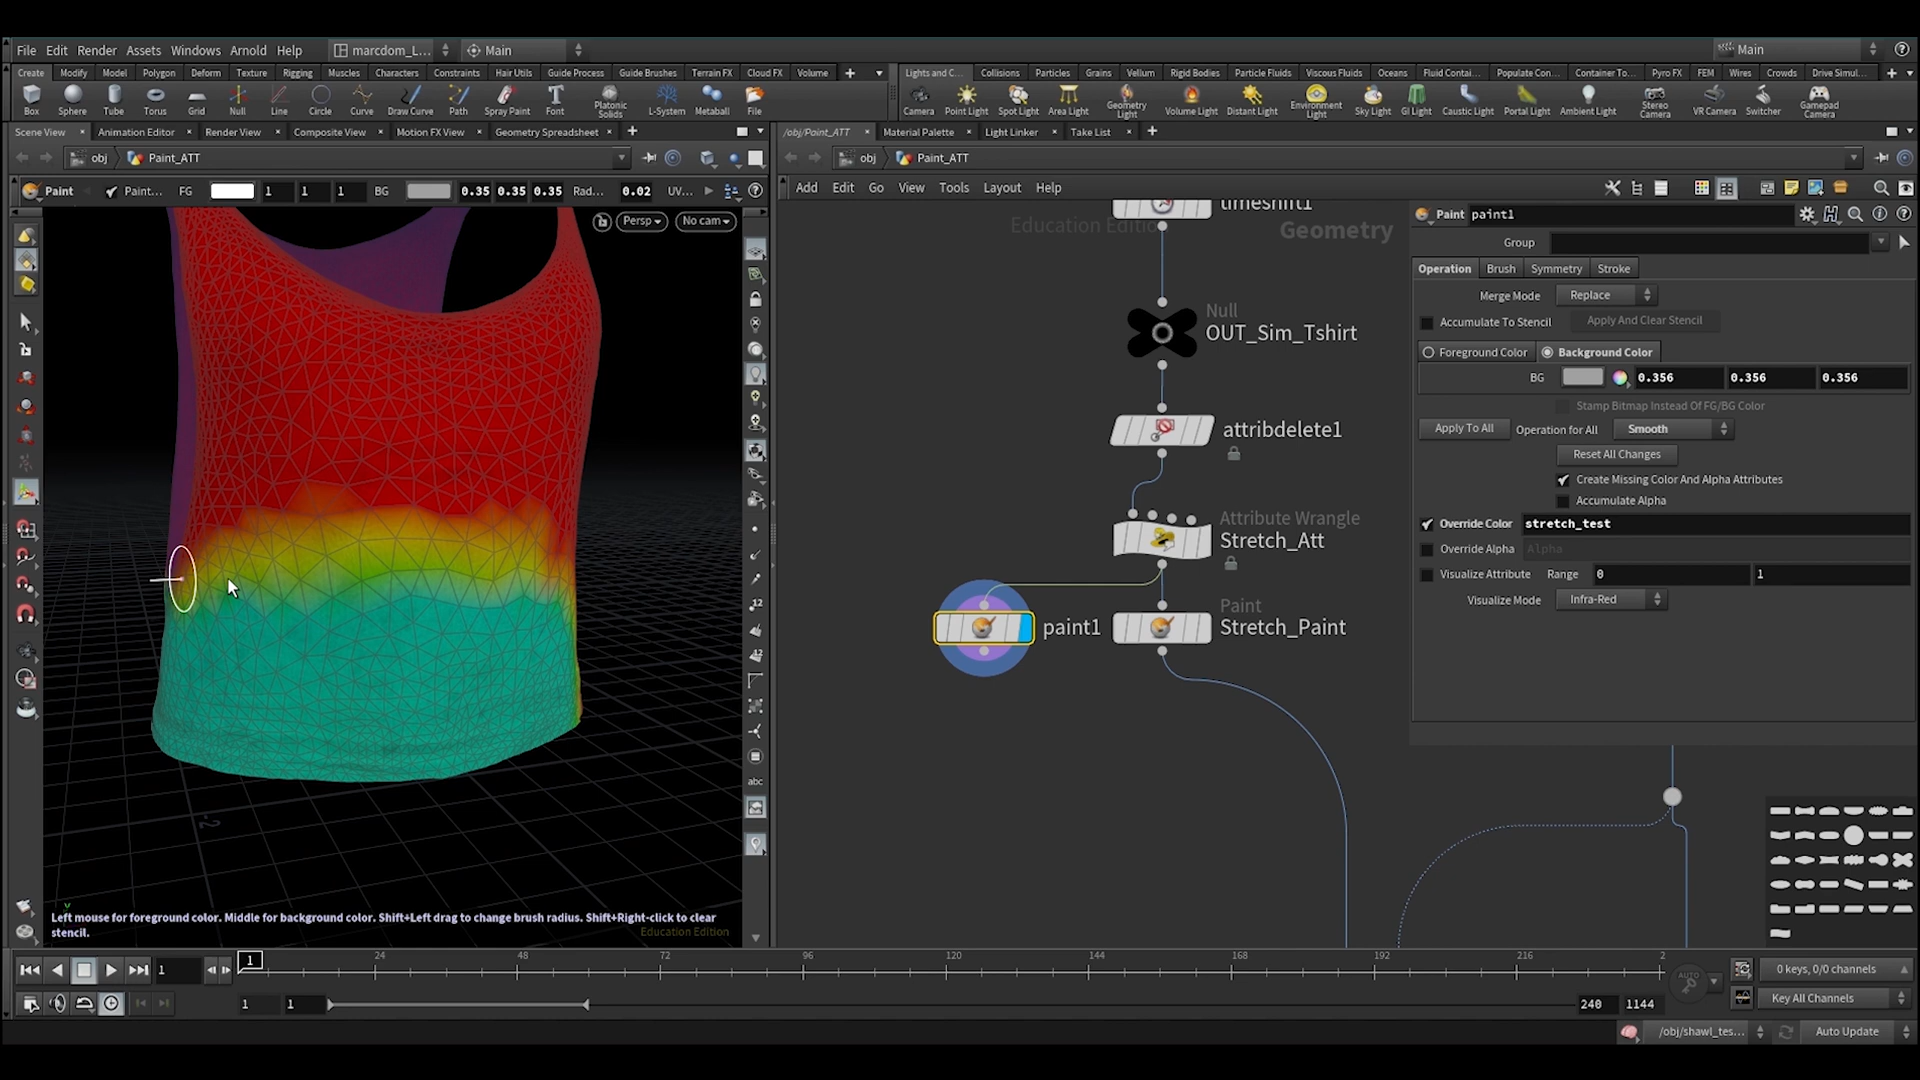 File Edit Render Assets Windows Arnold Help marcdom_L... Main Main
Create Modify Model Polygon Deform Texture Rigging Muscles Characters Constraints Hair Utils Guide Process Guide Brushes Terrain FX Cloud FX Volume
Lights and C... Collisions Particles Grains Vellum Rigid Bodies Particle Fluids Viscous Fluids Oceans Fluid Contai... Populate Con... Container To... Pyro FX FEM Wires Crowds Drive Simul...
Box Sphere Tube Torus Grid Null Line Circle Curve Draw Curve Path Spray Paint Font Platonic Solids L-System Metaball File
Camera Point Light Spot Light Area Light Geometry Light Volume Light Distant Light Environment Light Sky Light GI Light Caustic Light Portal Light Ambient Light Stereo Camera VR Camera Switcher Gamepad Camera
Scene View Animation Editor Render View Composite View Motion FX View Geometry Spreadsheet
/obj/Paint_ATT Material Palette Light Linker Take List
obj Paint_ATT
obj Paint_ATT
Paint Paint... FG 1 1 1 BG 0.35 0.35 0.35 Rad... 0.02 UV...
Add Edit Go View Tools Layout Help
Persp No cam
timeshift1
Education Editio
Geometry
Null
OUT_Sim_Tshirt
attribdelete1
Attribute Wrangle
Stretch_Att
paint1
Paint
Stretch_Paint
Paint paint1
Group
Operation Brush Symmetry Stroke
Merge Mode Replace
Accumulate To Stencil Apply And Clear Stencil
Foreground Color Background Color
BG 0.356 0.356 0.356
Stamp Bitmap Instead Of FG/BG Color
Apply To All Operation for All Smooth
Reset All Changes
Create Missing Color And Alpha Attributes
Accumulate Alpha
Override Color stretch_test
Override Alpha Alpha
Visualize Attribute Range 0 1
Visualize Mode Infra-Red
12
12
abc
-2
y
Left mouse for foreground color. Middle for background color. Shift+Left drag to change brush radius. Shift+Right-click to clear
stencil.
Education Edition
1 1 24 48 72 96 120 144 168 192 216 2
AUTO
0 keys, 0/0 channels
1 1 240 1144 Key All Channels
/obj/shawl_tes... Auto Update